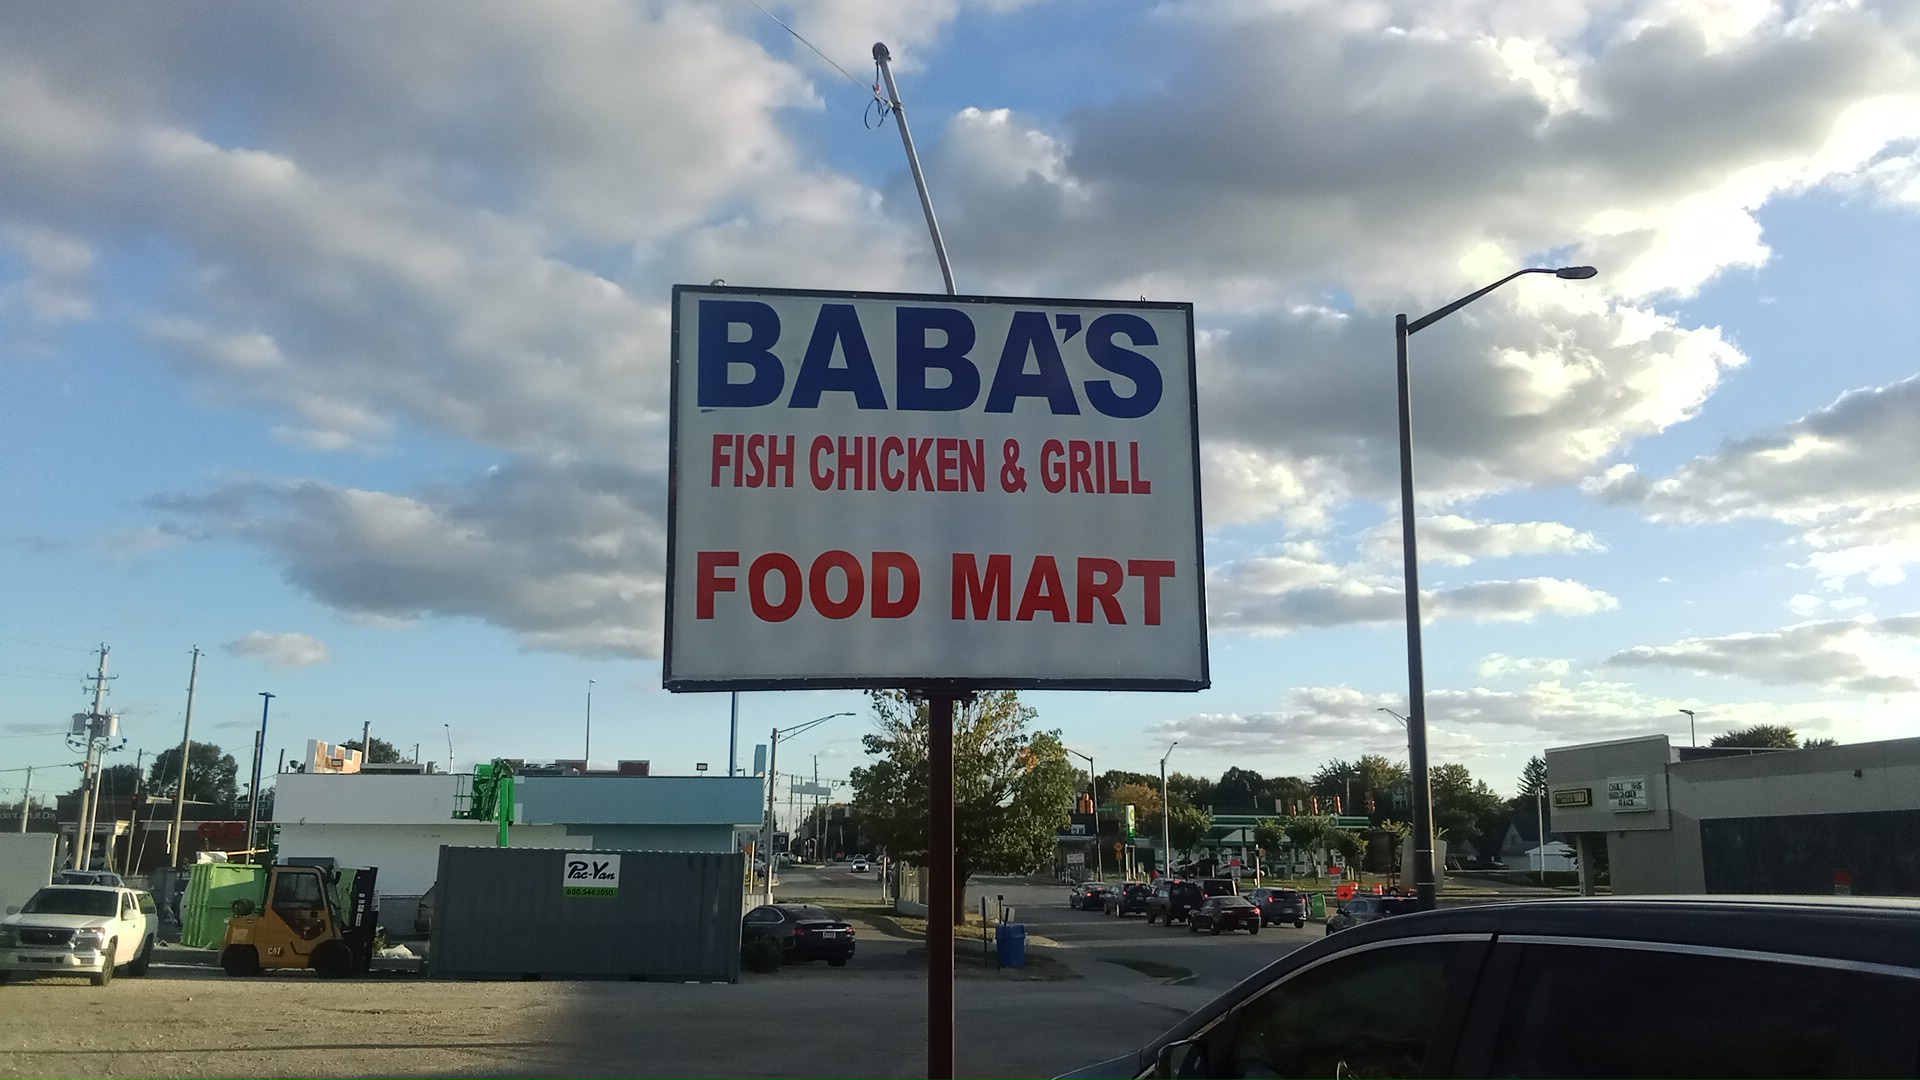 BABA'S
FISH CHICKEN & GRILL
FOOD MART
Pac-Van
800.546.1050
CAT